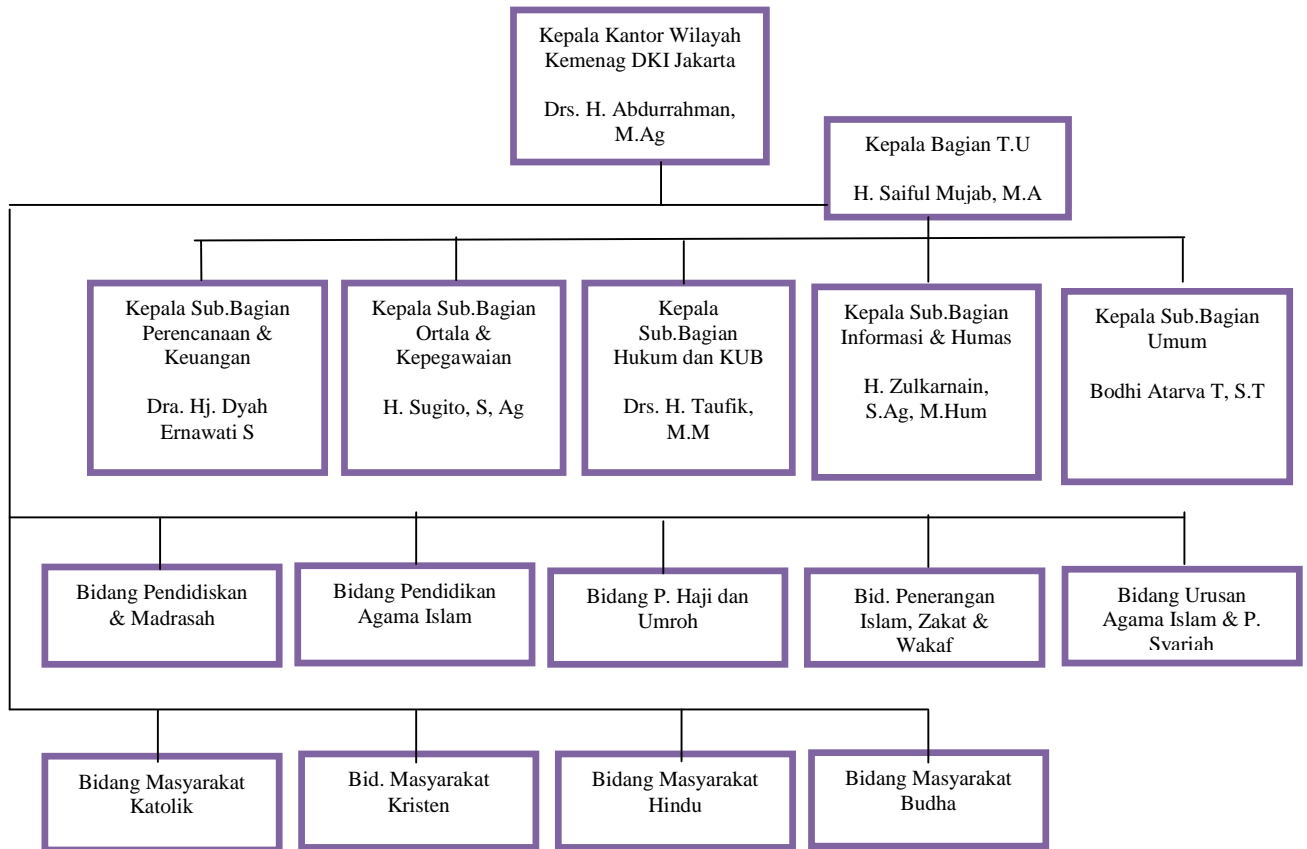 Kepala Kantor Wilayah
Kemenag DKI Jakarta
Drs. H. Abdurrahman,
M.Ag
Kepala Bagian T.U
H. Saiful Mujab, M.A
Kepala Sub.Bagian
Perencanaan &
Keuangan
Dra. Hj. Dyah
Ernawati S
Kepala Sub.Bagian
Ortala &
Kepegawaian
H. Sugito, S, Ag
Kepala
Sub.Bagian
Hukum dan KUB
Drs. H. Taufik,
M.M
Kepala Sub.Bagian
Informasi & Humas
H. Zulkarnain,
S.Ag, M.Hum
Kepala Sub.Bagian
Umum
Bodhi Atarva T, S.T
Bidang Pendidiskan
& Madrasah
Bidang Pendidikan
Agama Islam
Bidang P. Haji dan
Umroh
Bid. Penerangan
Islam, Zakat &
Wakaf
Bidang Urusan
Agama Islam & P.
Syariah
Bidang Masyarakat
Katolik
Bid. Masyarakat
Kristen
Bidang Masyarakat
Hindu
Bidang Masyarakat
Budha